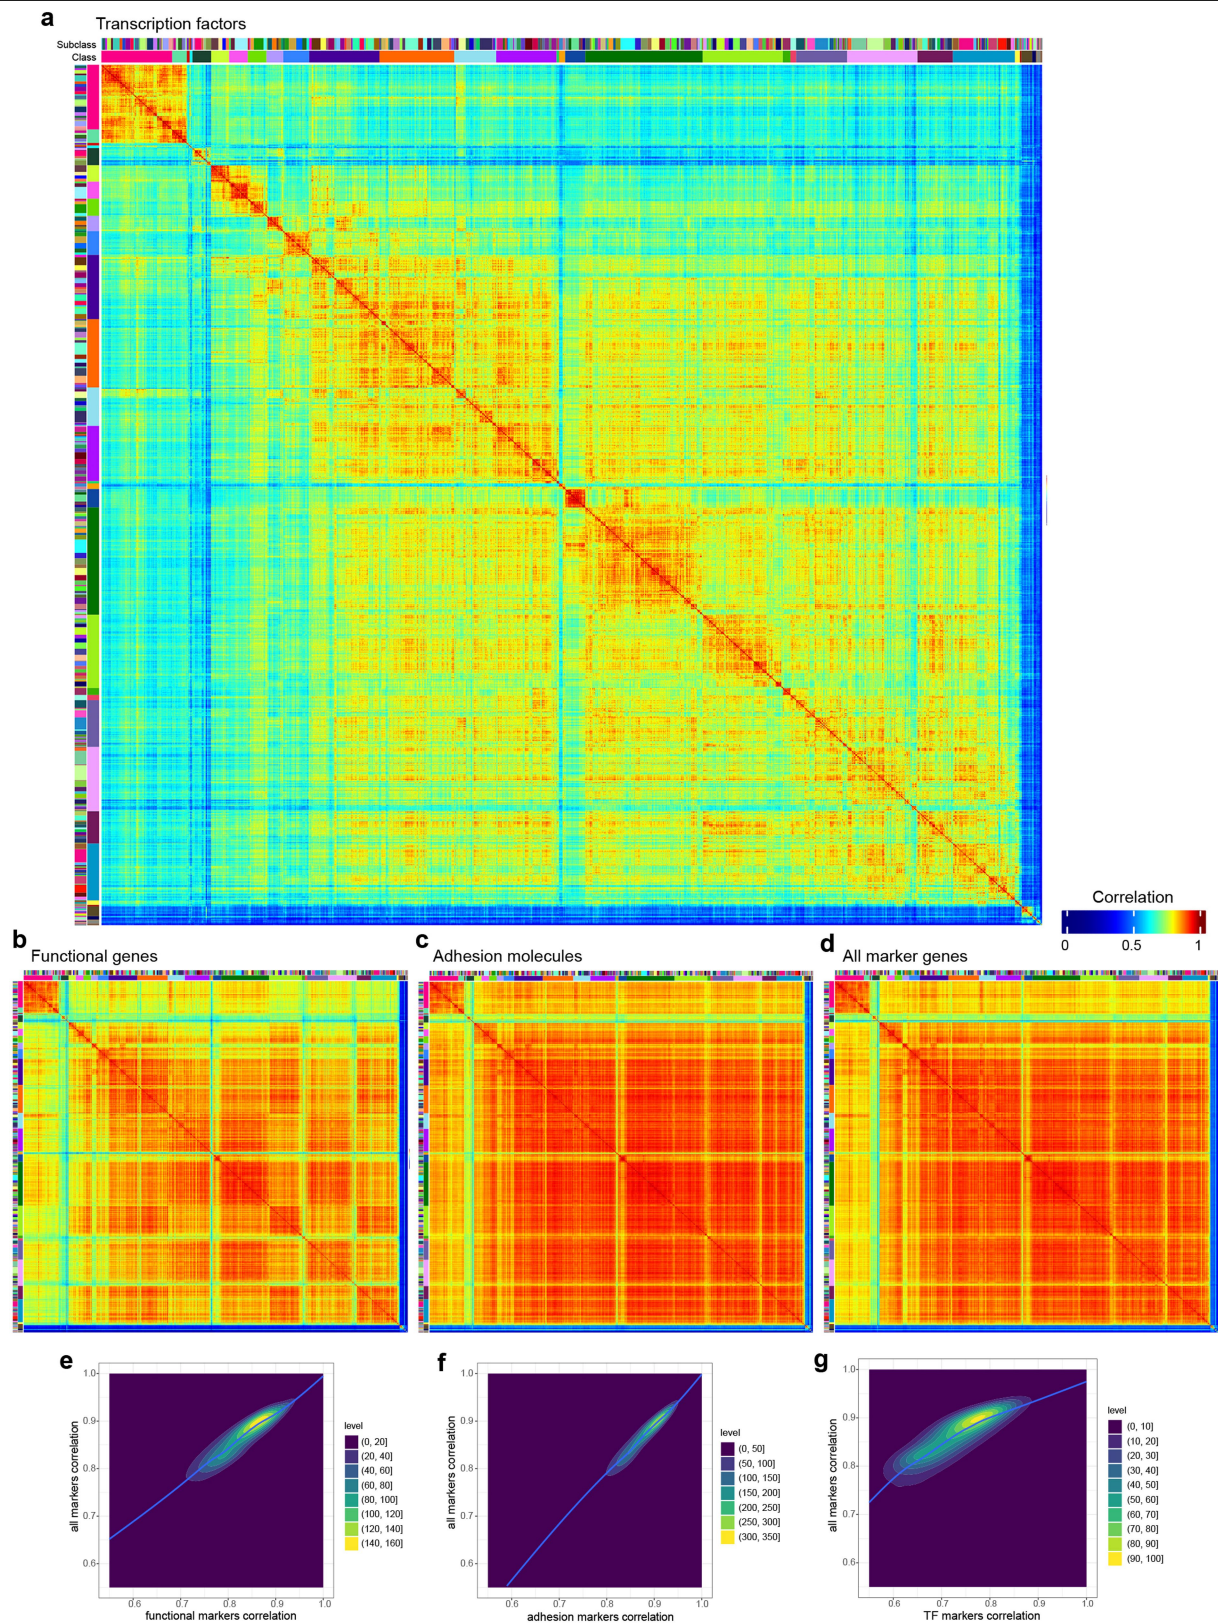 a
Transcription factors
Subclass
Class
Correlation
0 0.5 1
b
Functional genes
c
Adhesion molecules
d
All marker genes
e
1.0
0.9
0.8
0.7
0.6
all markers correlation
0.6 0.7 0.8 0.9 1.0
functional markers correlation
level
(0, 20]
(20, 40]
(40, 60]
(60, 80]
(80, 100]
(100, 120]
(120, 140]
(140, 160]
f
1.0
0.9
0.8
0.7
0.6
all markers correlation
0.6 0.7 0.8 0.9 1.0
adhesion markers correlation
level
(0, 50]
(50, 100]
(100, 150]
(150, 200]
(200, 250]
(250, 300]
(300, 350]
g
1.0
0.9
0.8
0.7
0.6
all markers correlation
0.6 0.7 0.8 0.9 1.0
TF markers correlation
level
(0, 10]
(10, 20]
(20, 30]
(30, 40]
(40, 50]
(50, 60]
(60, 70]
(70, 80]
(80, 90]
(90, 100]